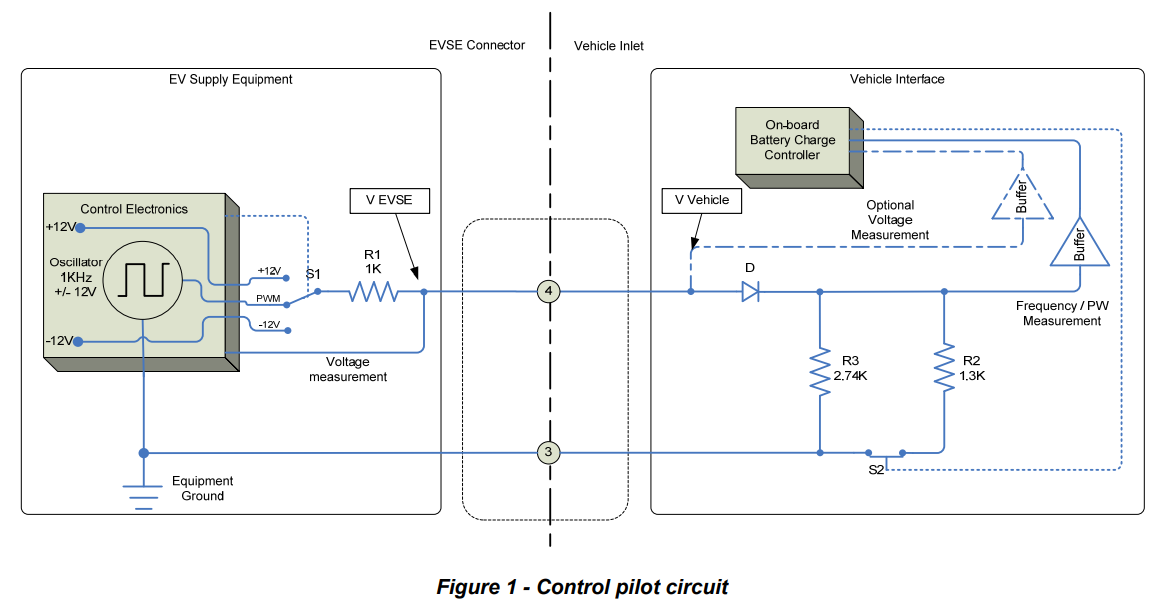 EVSE Connector
Vehicle Inlet
EV Supply Equipment
Vehicle Interface
On-board
Battery Charge
Controller
Control Electronics
+12V
Oscillator
1KHz
+/- 12V
-12V
+12V
PWM
-12V
S1
R1
1K
V EVSE
Voltage
measurement
4
3
Equipment
Ground
V Vehicle
Optional
Voltage
Measurement
Buffer
Buffer
D
Frequency / PW
Measurement
R3
2.74K
R2
1.3K
S2
Figure 1 - Control pilot circuit